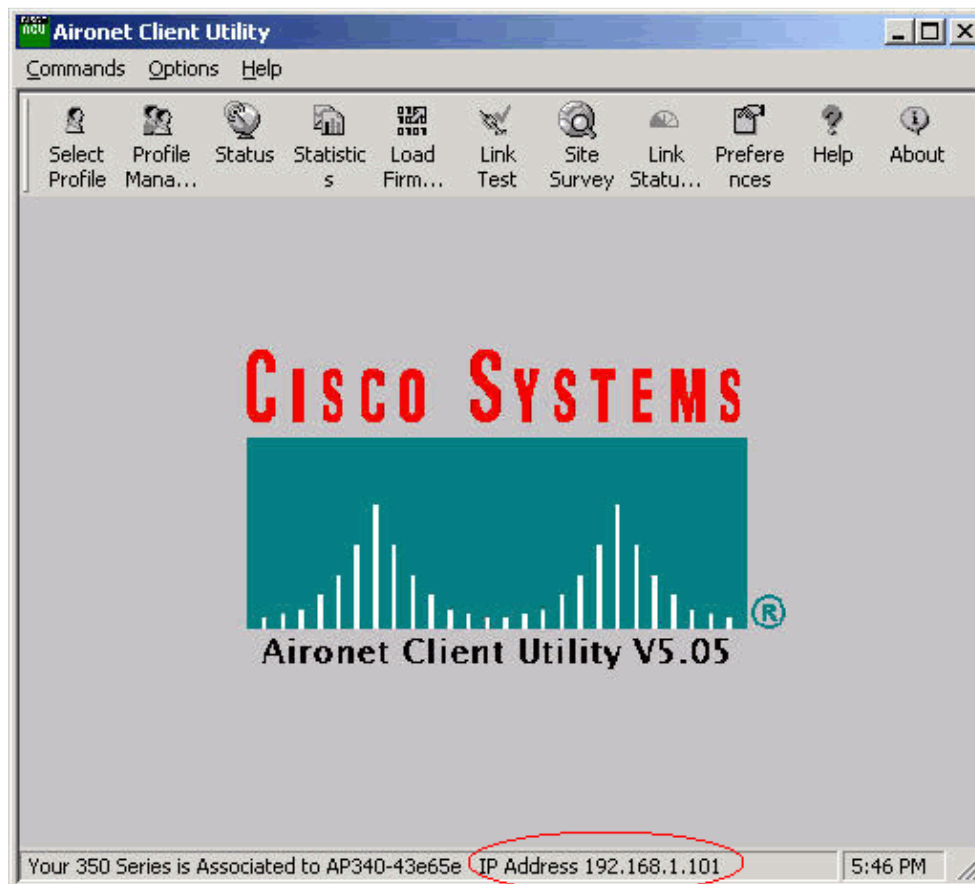 Aironet Client Utility
Commands Options Help
Select Profile
Profile Mana...
Status
Statistic s
Load Firm...
Link Test
Site Survey
Link Statu...
Prefere nces
Help
About
CISCO SYSTEMS
®
Aironet Client Utility V5.05
Your 350 Series is Associated to AP340-43e65e IP Address 192.168.1.101 5:46 PM